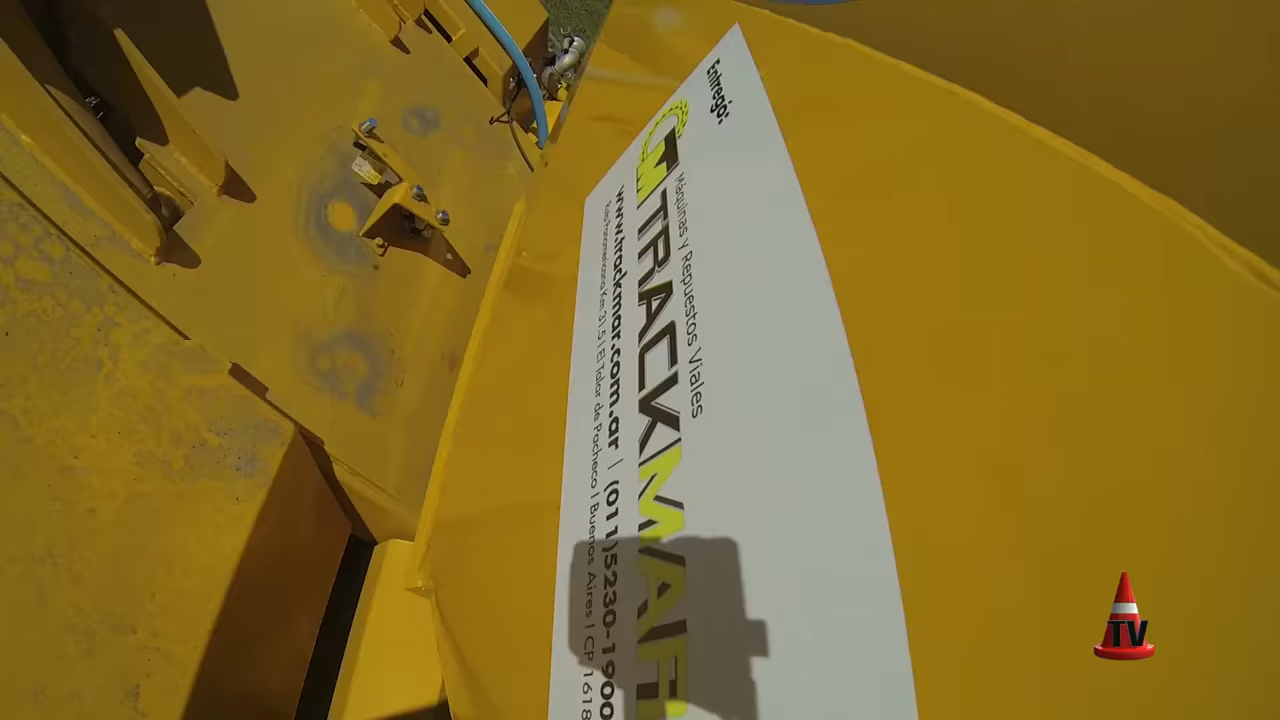 Entregó:
Máquinas y Repuestos Viales
TRACKMAR
www.trackmar.com.ar | (011)5230-1900
Panamericana Km 31,5 | El Talar de Pacheco | Buenos Aires | CP 1618
TV